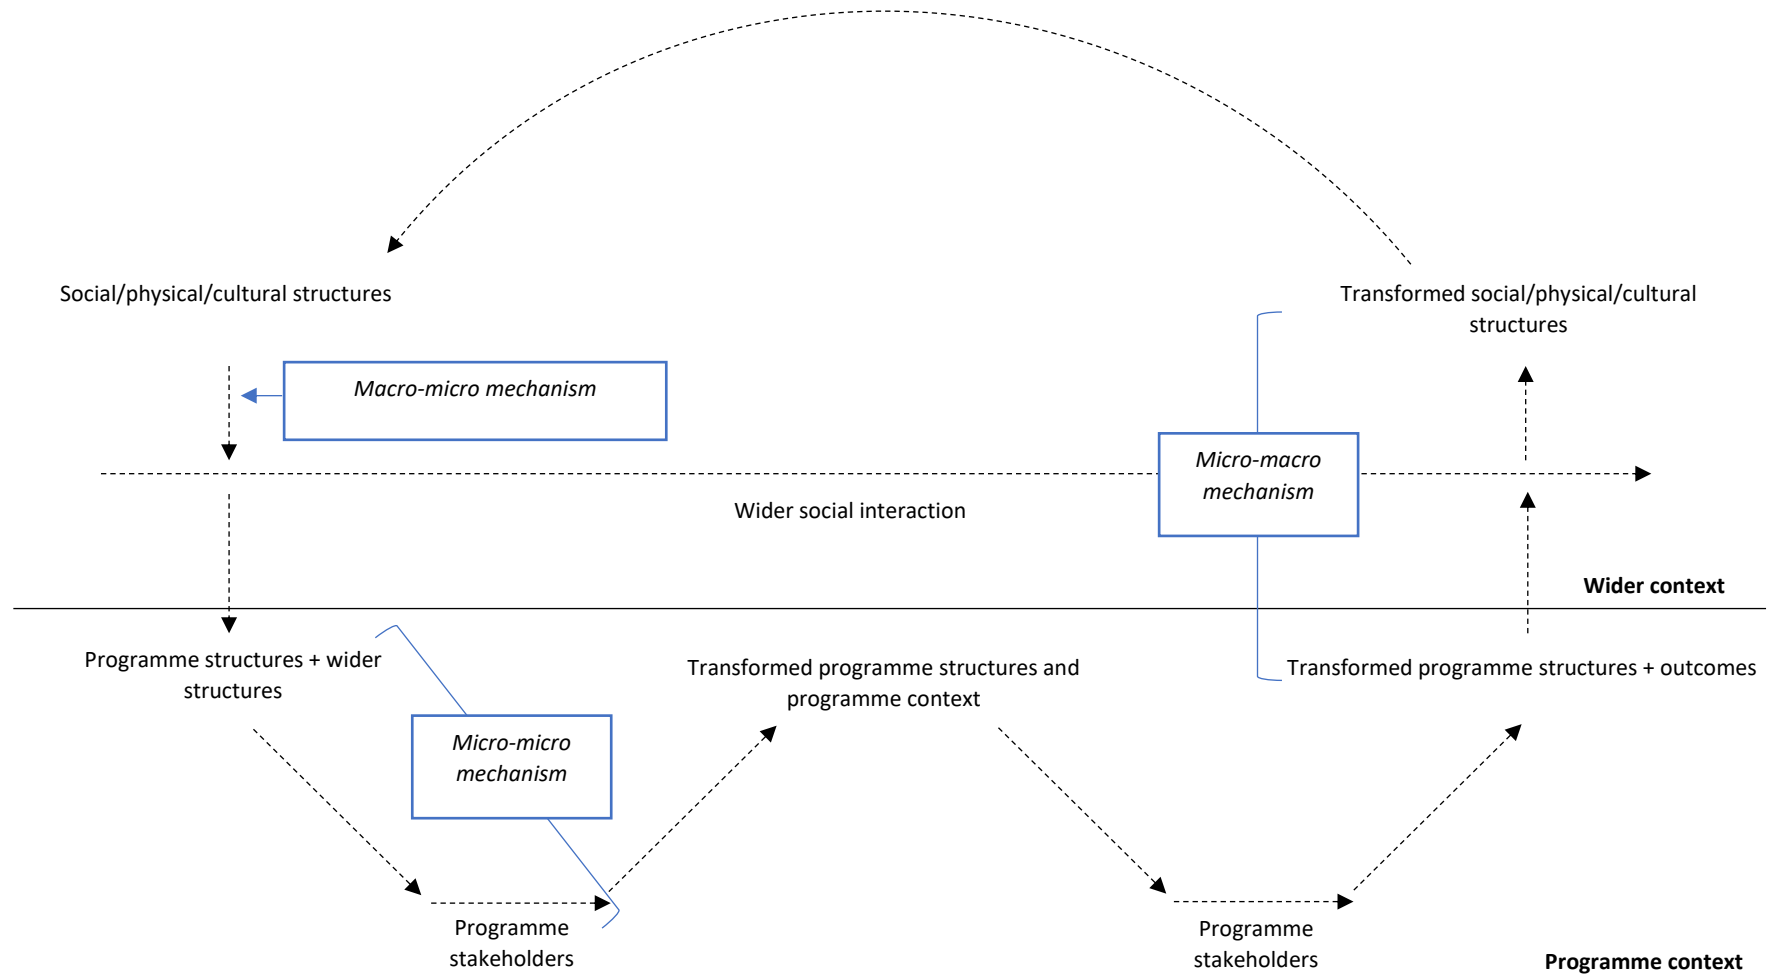 Social/physical/cultural structures
Transformed social/physical/cultural
structures
Macro-micro mechanism
Micro-macro
mechanism
Wider social interaction
Wider context
Programme structures + wider
structures
Transformed programme structures and
programme context
Transformed programme structures + outcomes
Micro-micro
mechanism
Programme
stakeholders
Programme
stakeholders
Programme context